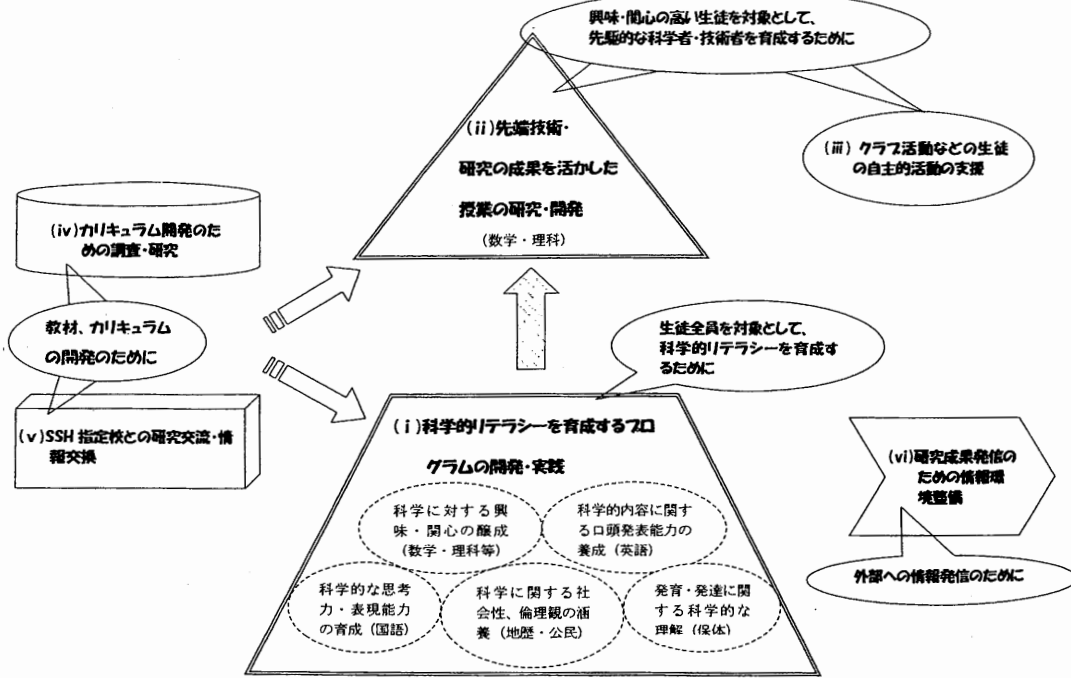 興味・関心の高い生徒を対象として、
先駆的な科学者・技術者を育成するために
(ii)先端技術・
研究の成果を活かした
授業の研究・開発
(数学・理科)
(iii) クラブ活動などの生徒
の自主的活動の支援
(iv)カリキュラム開発のた
めの調査・研究
教材、カリキュラム
の開発のために
(v)SSH 指定校との研究交流・情
報交換
生徒全員を対象として、
科学的リテラシーを育成す
るために
(i)科学的リテラシーを育成するプロ
グラムの開発・実践
科学に対する興
味・関心の醸成
(数学・理科等)
科学的内容に関す
る口頭発表能力の
養成(英語)
科学的な思考
力・表現能力
の育成(国語)
科学に関する社
会性、倫理観の涵
養(地歴・公民)
発育・発達に関
する科学的な
理解(保体)
(vi)研究成果発信の
ための情報環
境整備
外部への情報発信のために